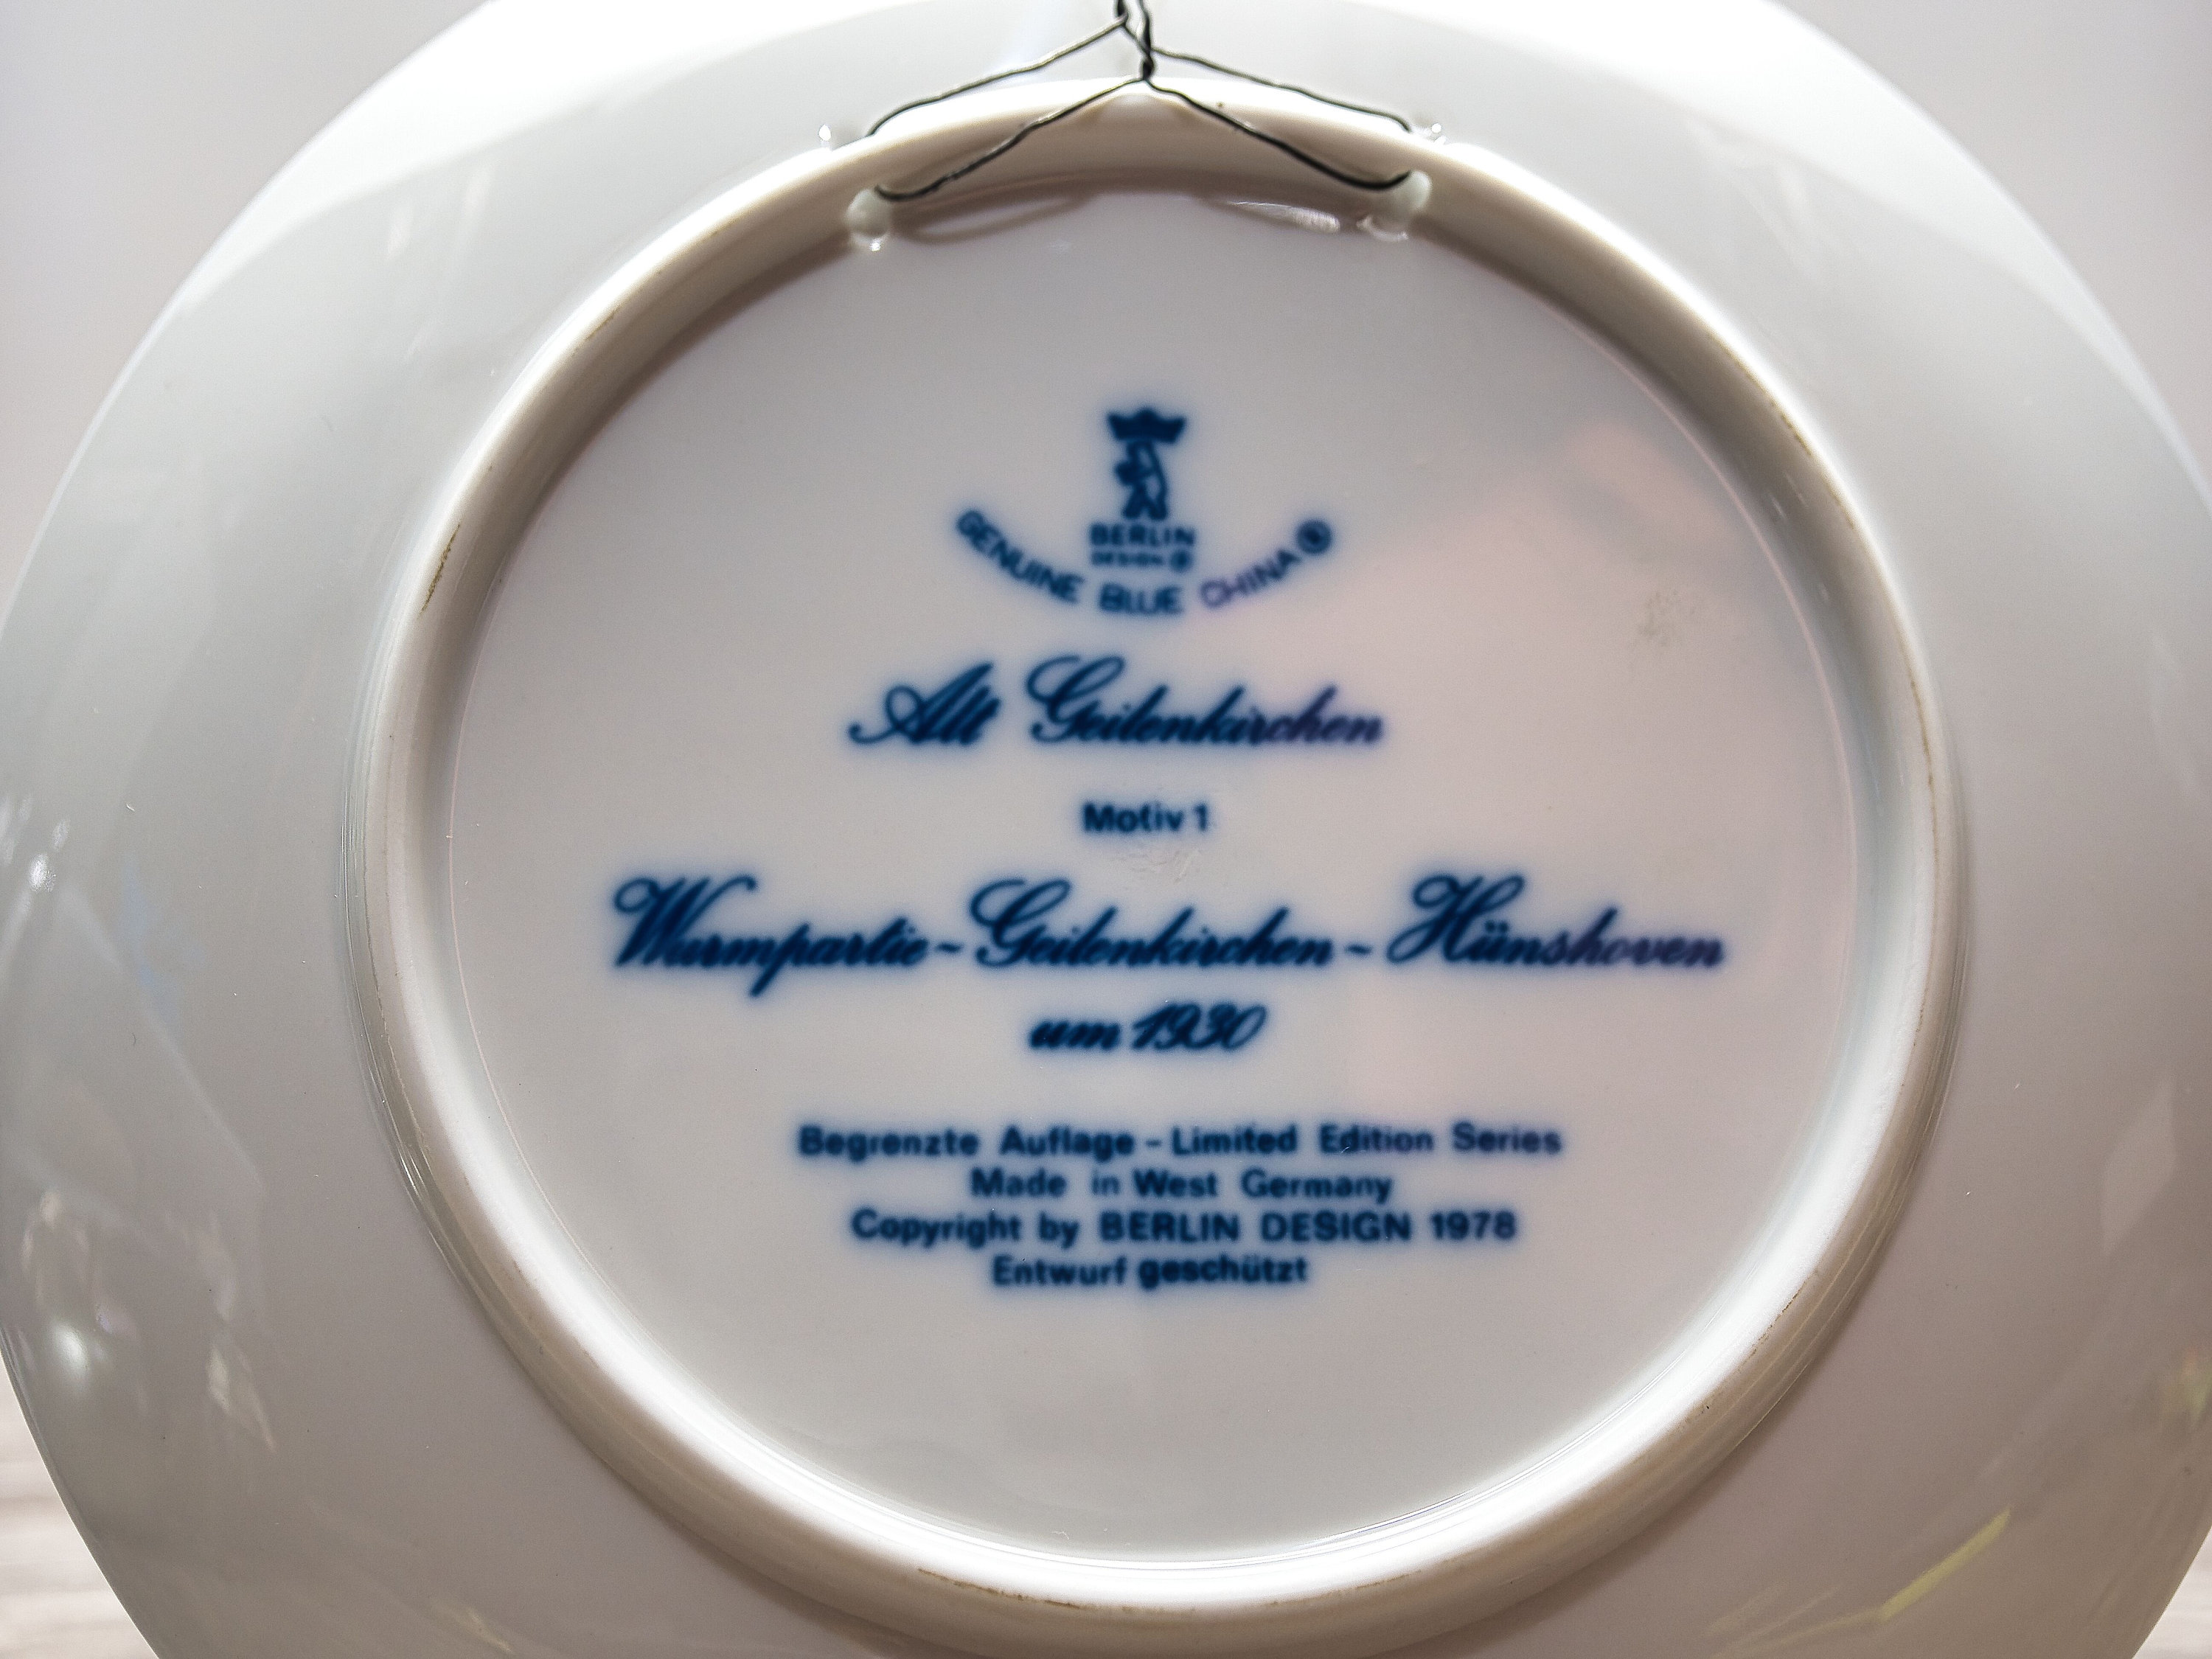 BERLIN
DESIGN ®
GENUINE BLUE CHINA ®
Alt Geilenkirchen
Motiv 1
Wurmpartie ~ Geilenkirchen ~ Hünshoven
um 1930
Begrenzte Auflage - Limited Edition Series
Made in West Germany
Copyright by BERLIN DESIGN 1978
Entwurf geschützt